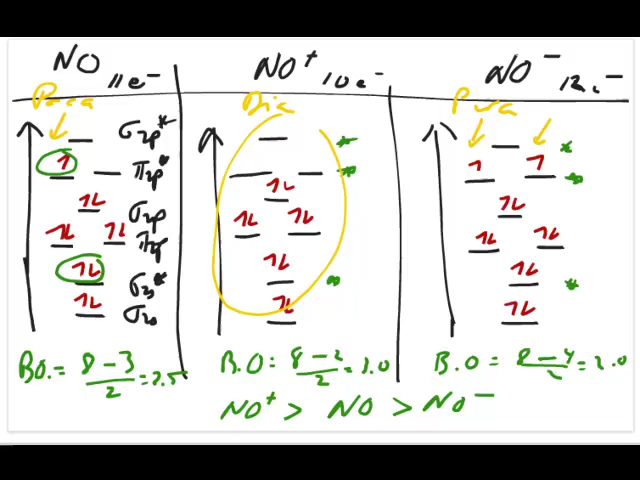 NO 11e⁻
NO⁺ 10e⁻
NO⁻ 12e⁻
Para
Dia
Para
σ2p*
π2p*
σ2p
π2p
σ2s*
σ2s
B.O. = 8-3/2 = 2.5
B.O = 8-2/2 = 3.0
B.O = 8-4/2 = 2.0
NO⁺ > NO > NO⁻